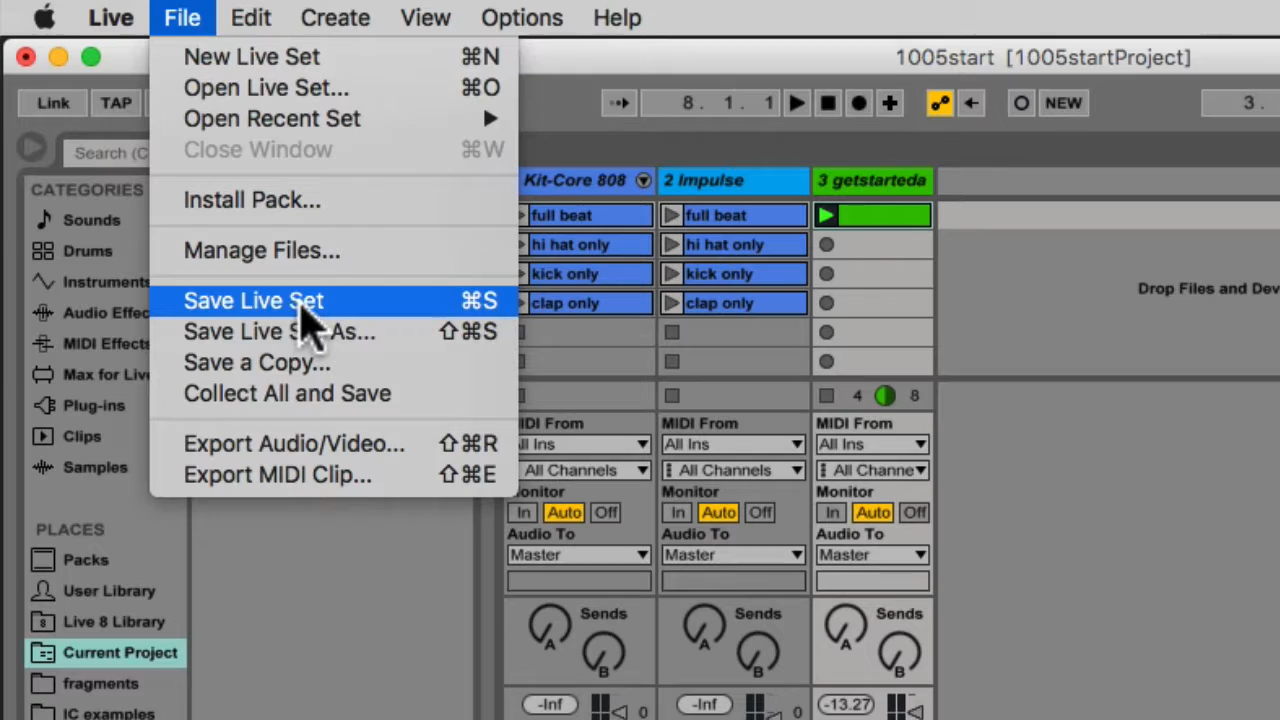 Live File Edit Create View Options Help
1005start [1005startProject]
New Live Set ⌘N
Open Live Set... ⌘O
Open Recent Set
Close Window ⌘W
Install Pack...
Manage Files...
Save Live Set ⌘S
Save Live As... ⇧⌘S
Save a Copy...
Collect All and Save
Export Audio/Video... ⇧⌘R
Export MIDI Clip... ⇧⌘E
Link TAP 8. 1. 1 NEW 3.
Search (C
CATEGORIES
Sounds
Drums
Instruments
Audio Effec
MIDI Effects
Max for Liv
Plug-ins
Clips
Samples
PLACES
Packs
User Library
Live 8 Library
Current Project
fragments
IC examples
Kit-Core 808 2 Impulse 3 getstarteda
full beat full beat
hi hat only hi hat only
kick only kick only
clap only clap only
Drop Files and Dev
4 8
MIDI From MIDI From MIDI From
All Ins All Ins All Ins
All Channels All Channels All Channe
Monitor Monitor Monitor
In Auto Off In Auto Off In Auto Off
Audio To Audio To Audio To
Master Master Master
Sends Sends Sends
A A A
B B B
-Inf 0 -Inf 0 -13.27